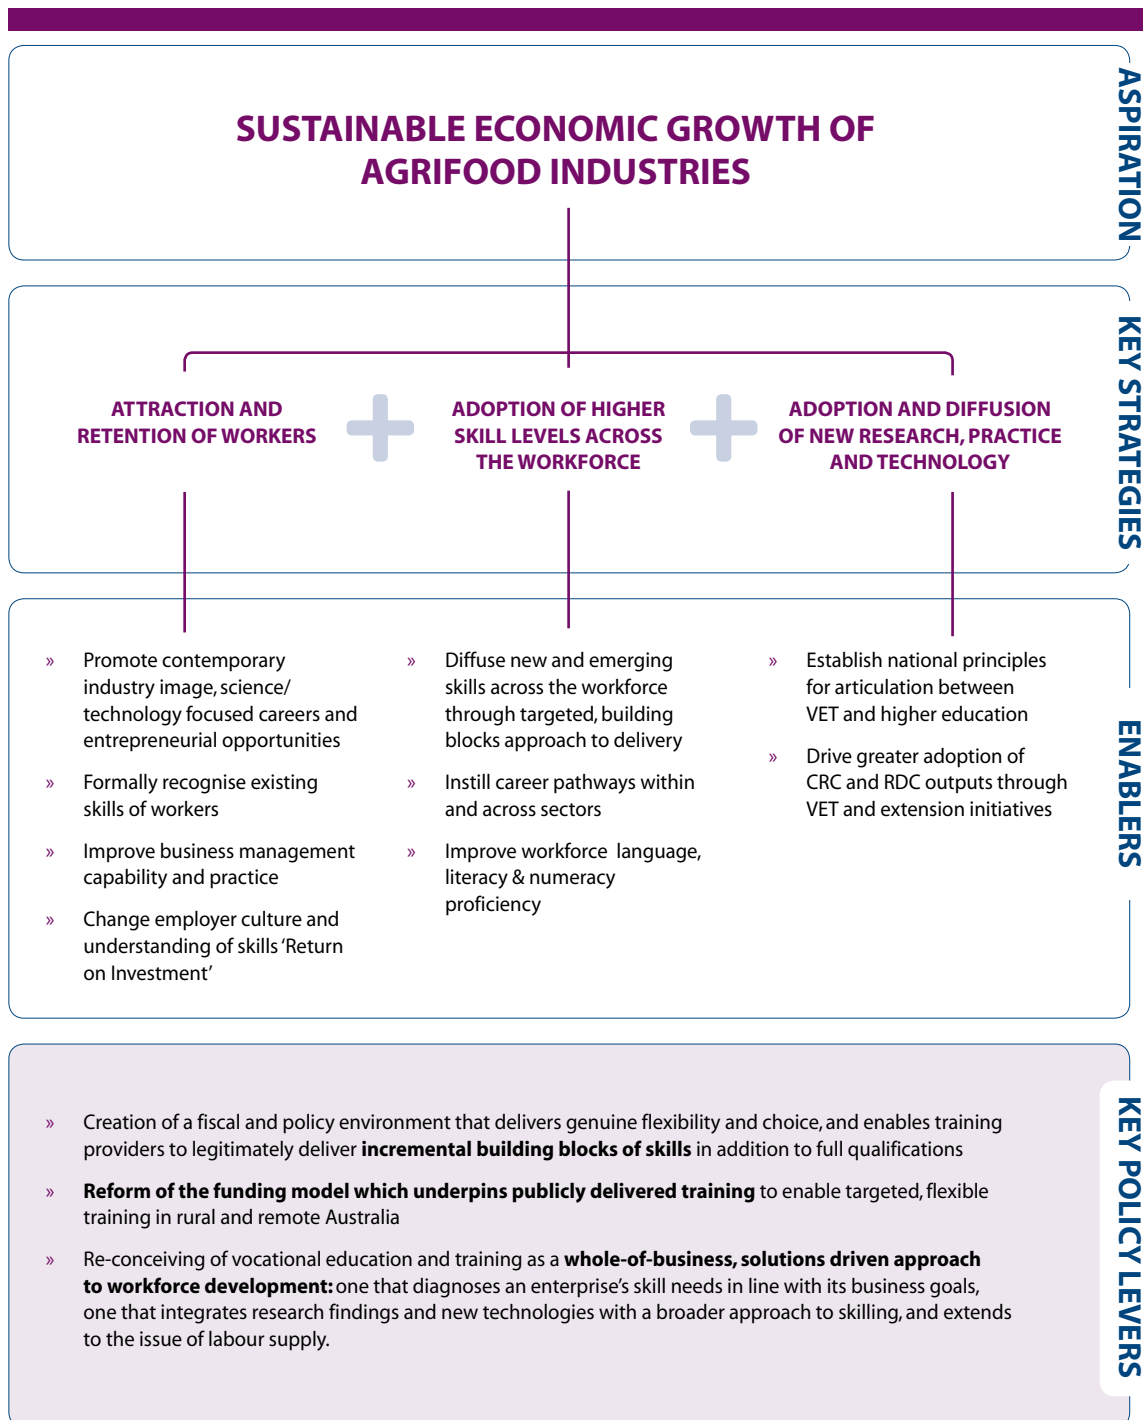 SUSTAINABLE ECONOMIC GROWTH OF
AGRIFOOD INDUSTRIES
ASPIRATION
ATTRACTION AND
RETENTION OF WORKERS
ADOPTION OF HIGHER
SKILL LEVELS ACROSS
THE WORKFORCE
ADOPTION AND DIFFUSION
OF NEW RESEARCH, PRACTICE
AND TECHNOLOGY
KEY STRATEGIES
» Promote contemporary
industry image, science/
technology focused careers and
entrepreneurial opportunities
» Formally recognise existing
skills of workers
» Improve business management
capability and practice
» Change employer culture and
understanding of skills ‘Return
on Investment’
» Diffuse new and emerging
skills across the workforce
through targeted, building
blocks approach to delivery
» Instill career pathways within
and across sectors
» Improve workforce language,
literacy & numeracy
proficiency
» Establish national principles
for articulation between
VET and higher education
» Drive greater adoption of
CRC and RDC outputs through
VET and extension initiatives
ENABLERS
» Creation of a fiscal and policy environment that delivers genuine flexibility and choice, and enables training
providers to legitimately deliver incremental building blocks of skills in addition to full qualifications
» Reform of the funding model which underpins publicly delivered training to enable targeted, flexible
training in rural and remote Australia
» Re-conceiving of vocational education and training as a whole-of-business, solutions driven approach
to workforce development: one that diagnoses an enterprise’s skill needs in line with its business goals,
one that integrates research findings and new technologies with a broader approach to skilling, and extends
to the issue of labour supply.
KEY POLICY LEVERS